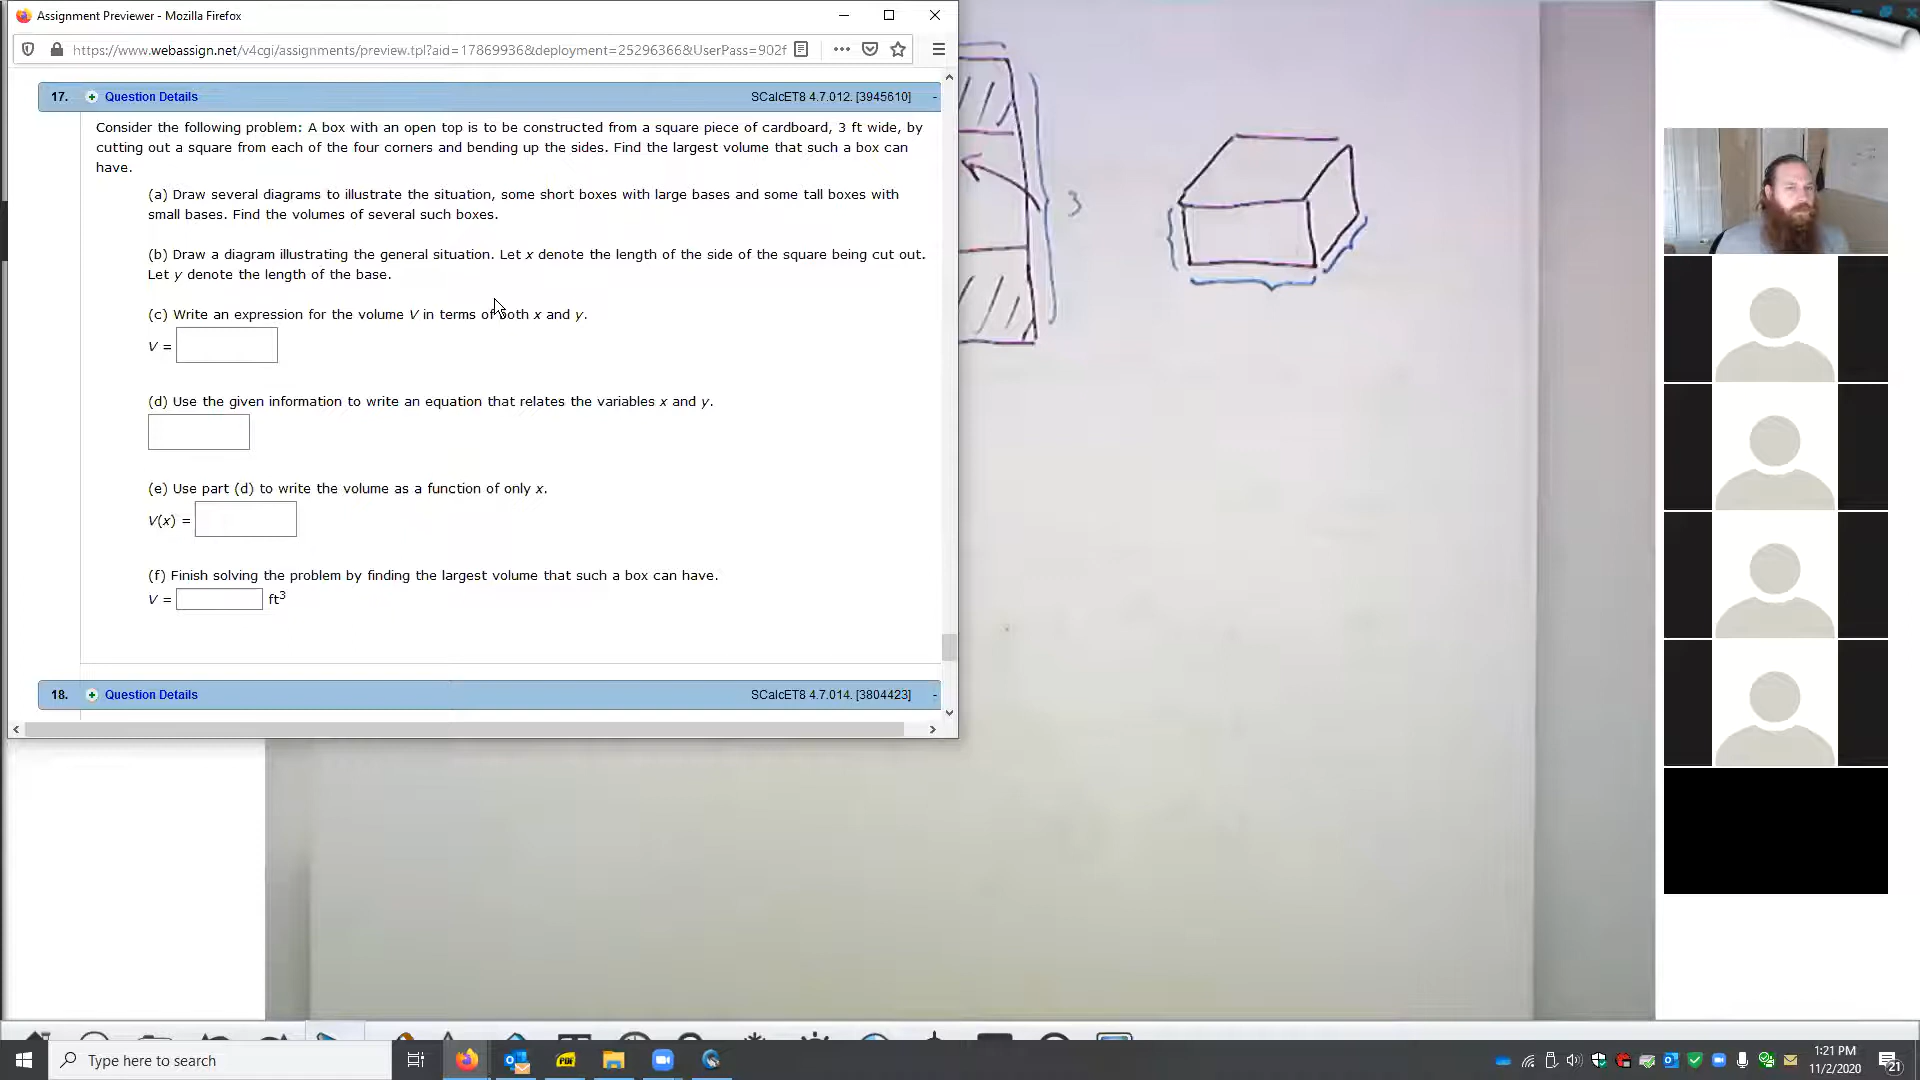 Assignment Previewer - Mozilla Firefox
https://www.webassign.net/v4cgi/assignments/preview.tpl?aid=17869936&deployment=25296366&UserPass=902f
17. Question Details SCalcET8 4.7.012. [3945610] -
Consider the following problem: A box with an open top is to be constructed from a square piece of cardboard, 3 ft wide, by
cutting out a square from each of the four corners and bending up the sides. Find the largest volume that such a box can
have.
(a) Draw several diagrams to illustrate the situation, some short boxes with large bases and some tall boxes with
small bases. Find the volumes of several such boxes.
(b) Draw a diagram illustrating the general situation. Let x denote the length of the side of the square being cut out.
Let y denote the length of the base.
(c) Write an expression for the volume V in terms of both x and y.
V =
(d) Use the given information to write an equation that relates the variables x and y.
(e) Use part (d) to write the volume as a function of only x.
V(x) =
(f) Finish solving the problem by finding the largest volume that such a box can have.
V = ft³
18. Question Details SCalcET8 4.7.014. [3804423] -
3
Type here to search
PDF
1:21 PM
11/2/2020
21